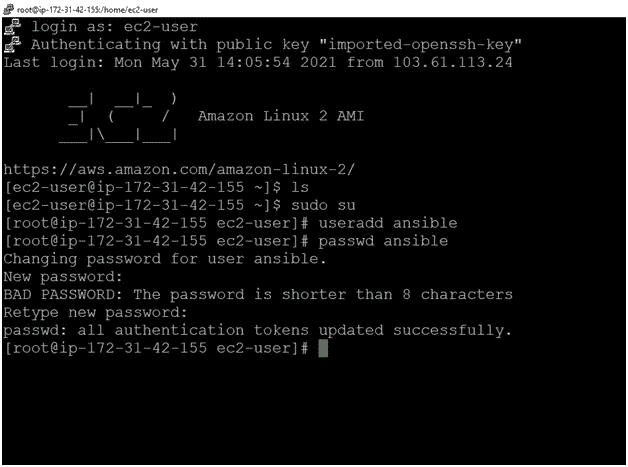 root@ip-172-31-42-155:/home/ec2-user
login as: ec2-user
Authenticating with public key "imported-openssh-key"
Last login: Mon May 31 14:05:54 2021 from 103.61.113.24
       __|  __|_  )
       _|  (     /   Amazon Linux 2 AMI
      ___|\___|___|
https://aws.amazon.com/amazon-linux-2/
[ec2-user@ip-172-31-42-155 ~]$ ls
[ec2-user@ip-172-31-42-155 ~]$ sudo su
[root@ip-172-31-42-155 ec2-user]# useradd ansible
[root@ip-172-31-42-155 ec2-user]# passwd ansible
Changing password for user ansible.
New password:
BAD PASSWORD: The password is shorter than 8 characters
Retype new password:
passwd: all authentication tokens updated successfully.
[root@ip-172-31-42-155 ec2-user]#